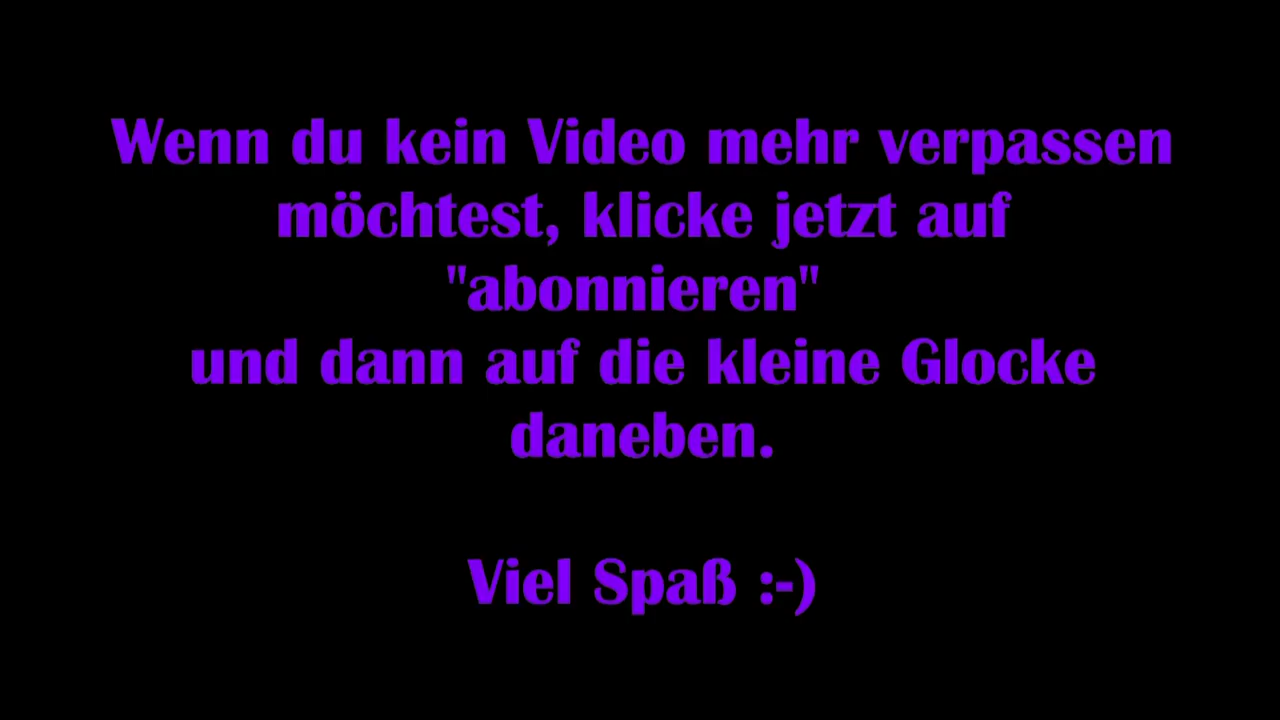 Wenn du kein Video mehr verpassen
möchtest, klicke jetzt auf
"abonnieren"
und dann auf die kleine Glocke
daneben.
Viel Spaß :-)